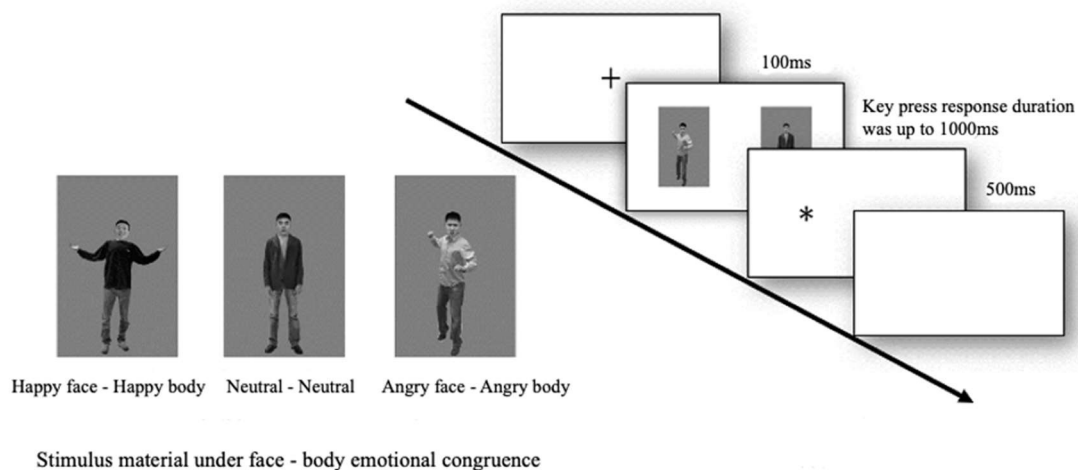 +
100ms
Key press response duration
was up to 1000ms
*
500ms
Happy face - Happy body
Neutral - Neutral
Angry face - Angry body
Stimulus material under face - body emotional congruence